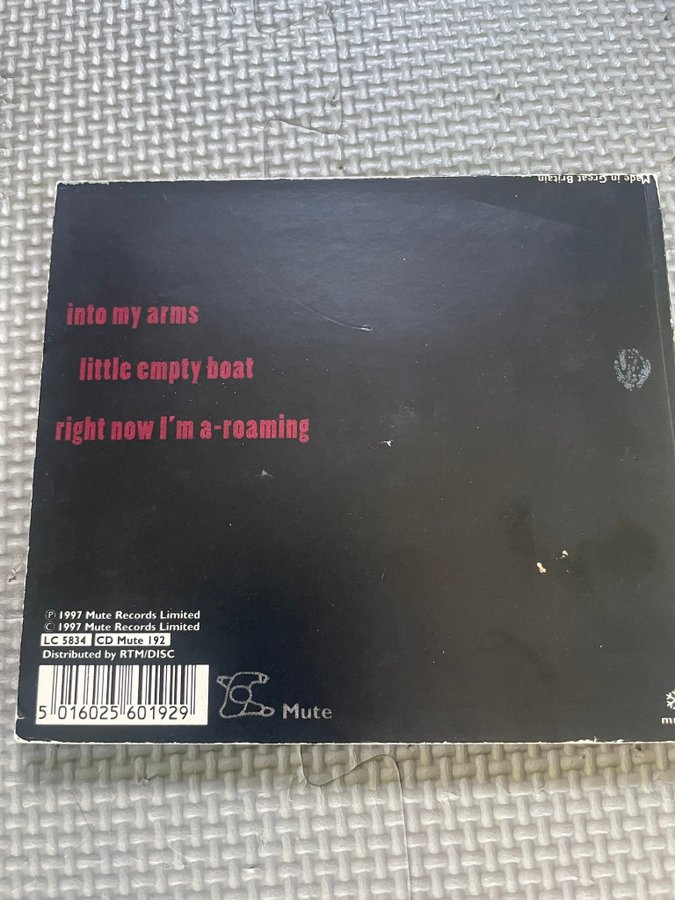 Made in Great Britain
into my arms
little empty boat
right now I'm a-roaming
℗ 1997 Mute Records Limited
© 1997 Mute Records Limited
LC 5834 CD Mute 192
Distributed by RTM/DISC
5 016025 601929
Mute